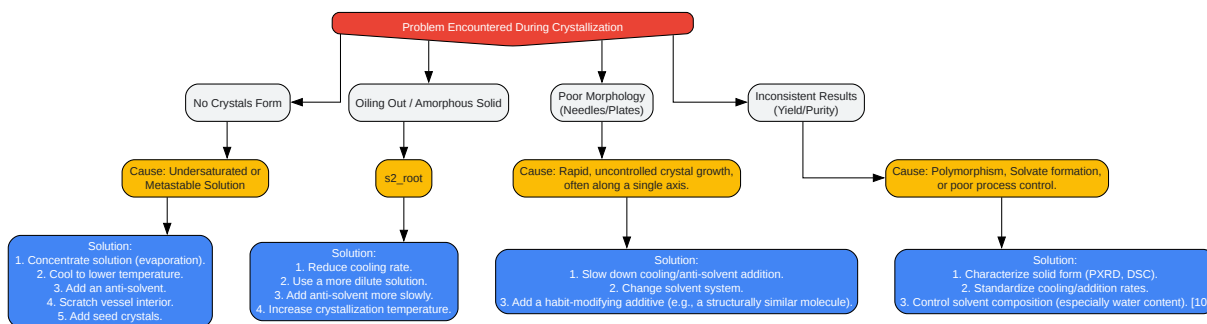 Problem Encountered During Crystallization
No Crystals Form
Oiling Out / Amorphous Solid
Poor Morphology
(Needles/Plates)
Inconsistent Results
(Yield/Purity)
Cause: Undersaturated or
Metastable Solution
s2_root
Cause: Rapid, uncontrolled crystal growth,
often along a single axis.
Cause: Polymorphism, Solvate formation,
or poor process control.
Solution:
1. Concentrate solution (evaporation).
2. Cool to lower temperature.
3. Add an anti-solvent.
4. Scratch vessel interior.
5. Add seed crystals.
Solution:
1. Reduce cooling rate.
2. Use a more dilute solution.
3. Add anti-solvent more slowly.
4. Increase crystallization temperature.
Solution:
1. Slow down cooling/anti-solvent addition.
2. Change solvent system.
3. Add a habit-modifying additive (e.g., a structurally similar molecule).
Solution:
1. Characterize solid form (PXRD, DSC).
2. Standardize cooling/addition rates.
3. Control solvent composition (especially water content). [10